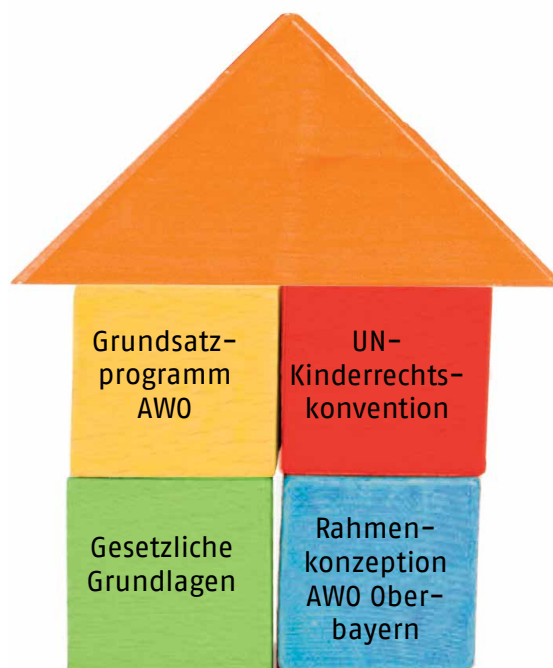 Grundsatz-
programm
AWO
UN-
Kinderrechts-
konvention
Gesetzliche
Grundlagen
Rahmen-
konzeption
AWO Ober-
bayern